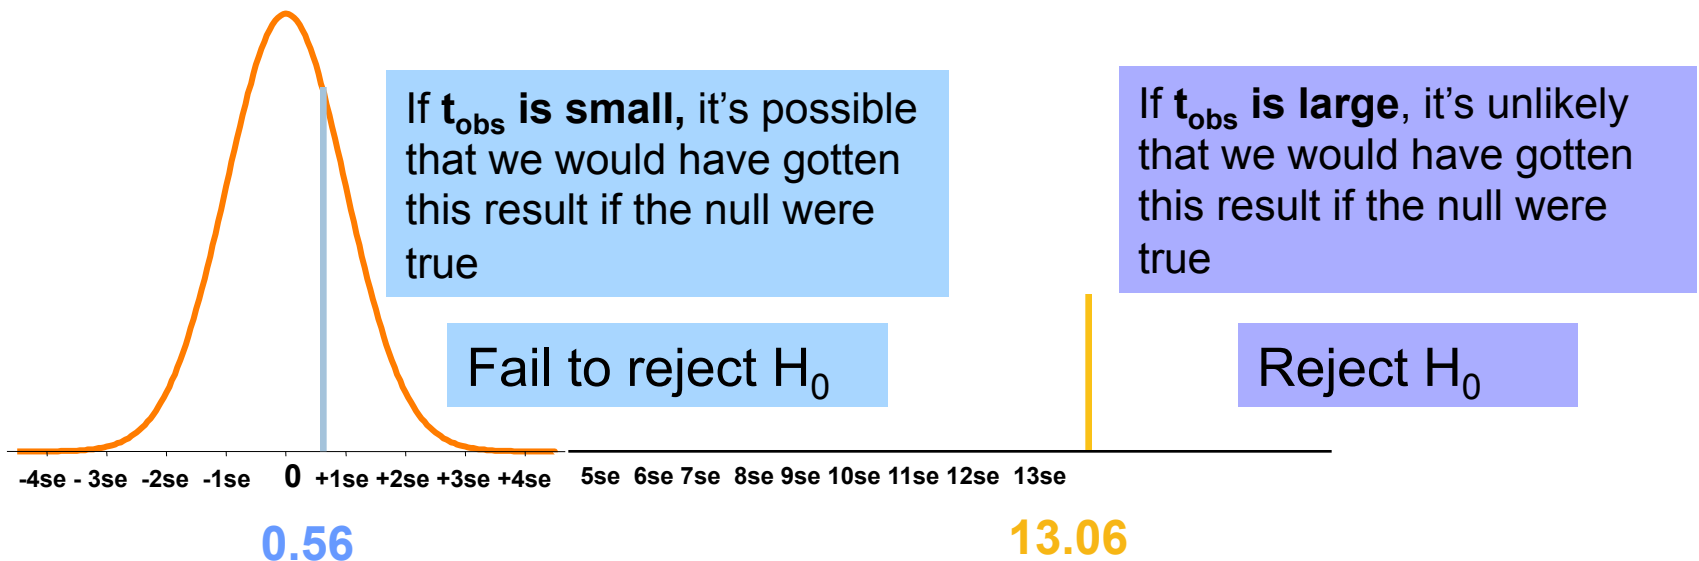 If t_obs is small, it’s possible
that we would have gotten
this result if the null were
true
If t_obs is large, it’s unlikely
that we would have gotten
this result if the null were
true
Fail to reject H₀
Reject H₀
-4se - 3se -2se -1se 0 +1se +2se +3se +4se 5se 6se 7se 8se 9se 10se 11se 12se 13se
0.56
13.06